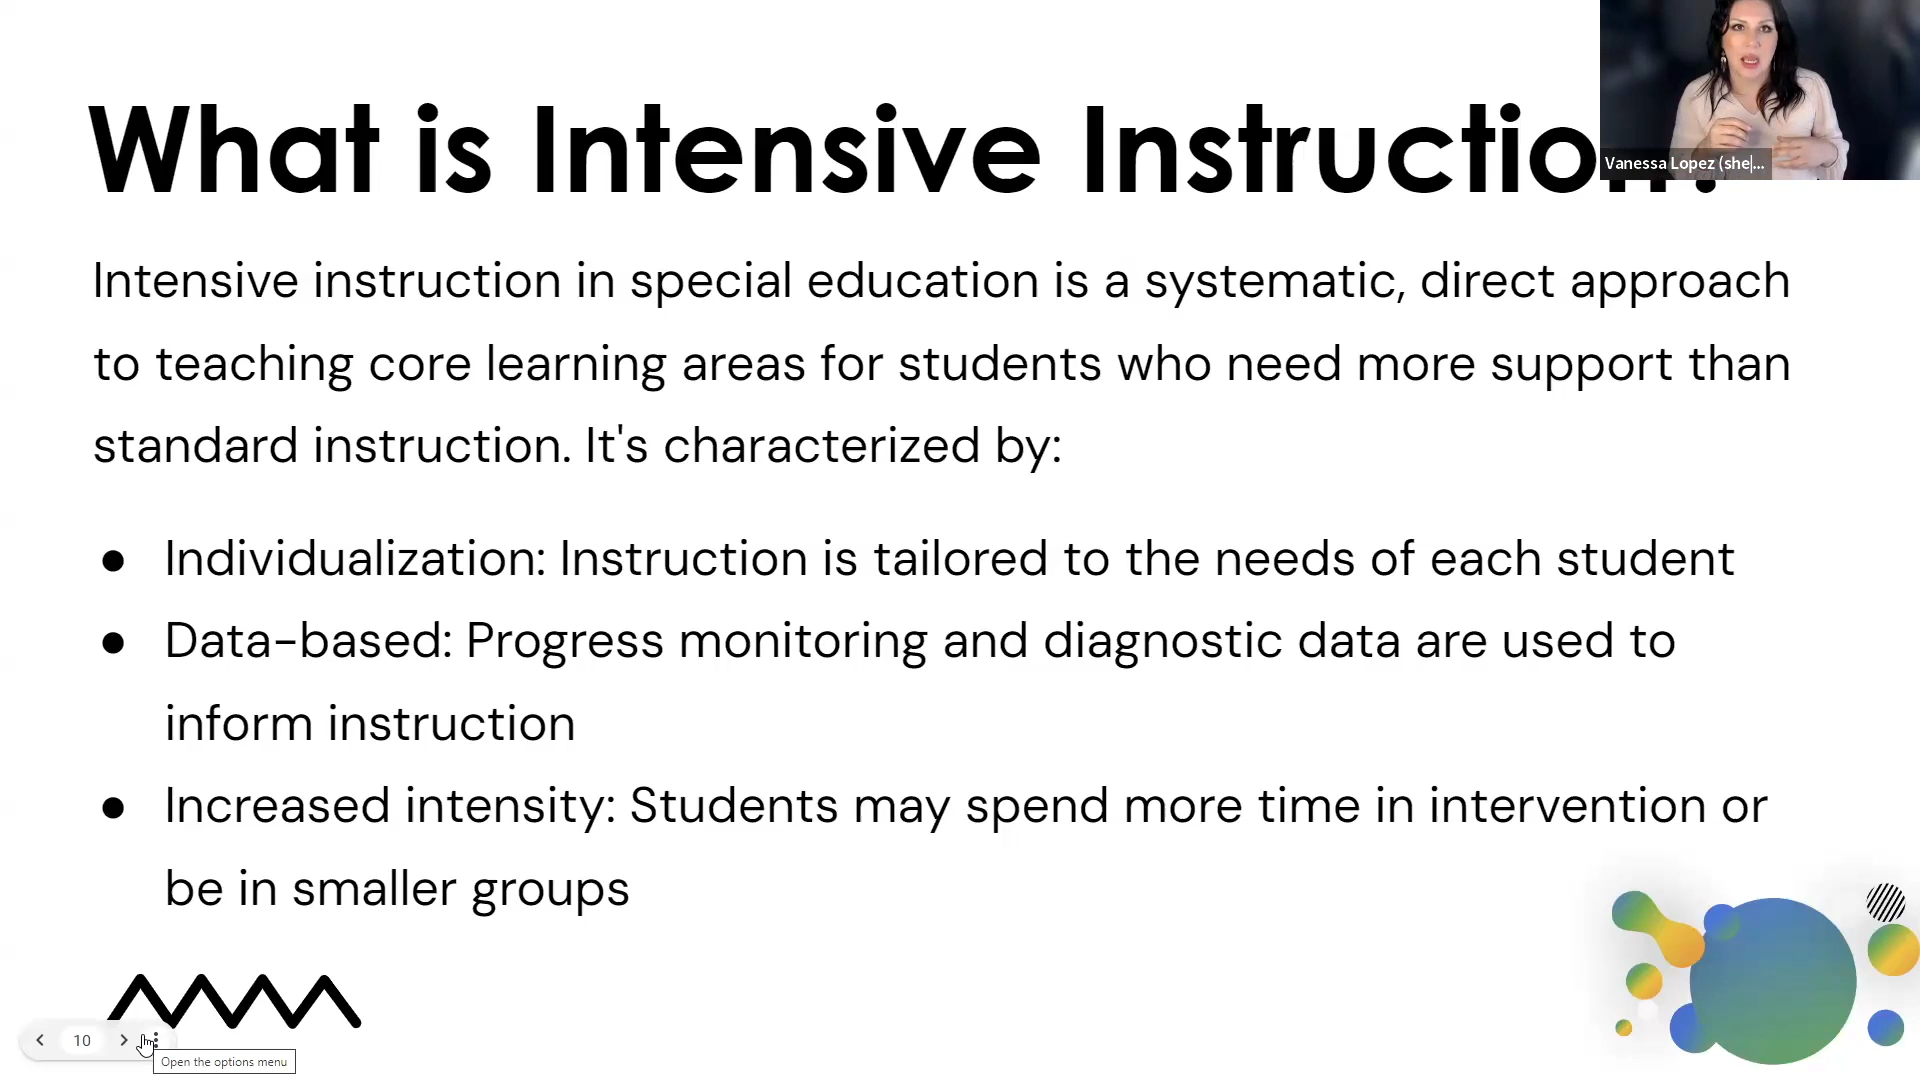 What is Intensive Instruction?
Vanessa Lopez (she|...
Intensive instruction in special education is a systematic, direct approach
to teaching core learning areas for students who need more support than
standard instruction. It's characterized by:
● Individualization: Instruction is tailored to the needs of each student
● Data-based: Progress monitoring and diagnostic data are used to
inform instruction
● Increased intensity: Students may spend more time in intervention or
be in smaller groups
10
Open the options menu